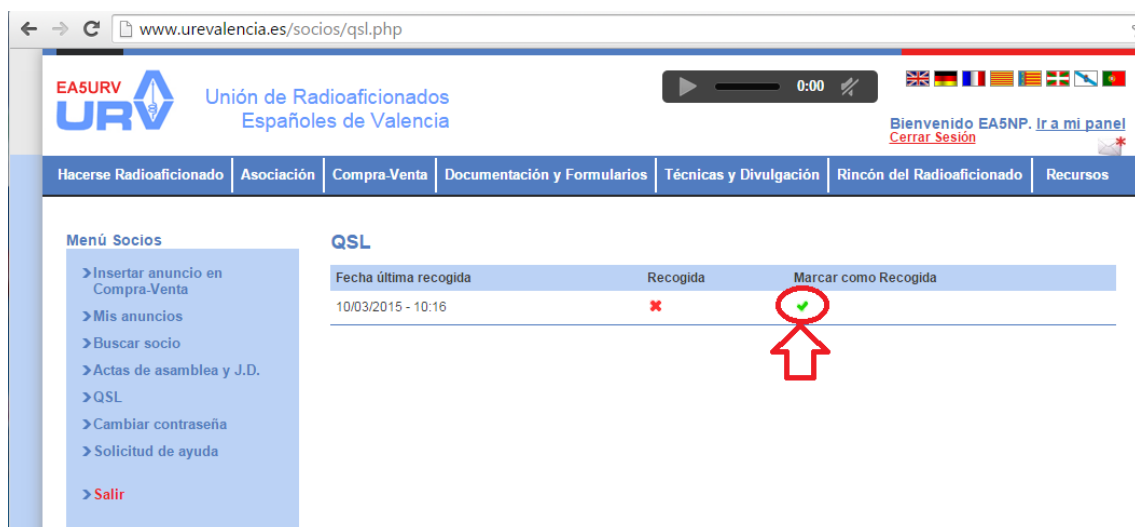 www.urevalencia.es/socios/qsl.php
EA5URV
URV
Unión de Radioaficionados
Españoles de Valencia
0:00
Bienvenido EA5NP. Ir a mi panel
Cerrar Sesión
Hacerse Radioaficionado Asociación Compra-Venta Documentación y Formularios Técnicas y Divulgación Rincón del Radioaficionado Recursos
Menú Socios
Insertar anuncio en
Compra-Venta
Mis anuncios
Buscar socio
Actas de asamblea y J.D.
QSL
Cambiar contraseña
Solicitud de ayuda
Salir
QSL
Fecha última recogida Recogida Marcar como Recogida
10/03/2015 - 10:16